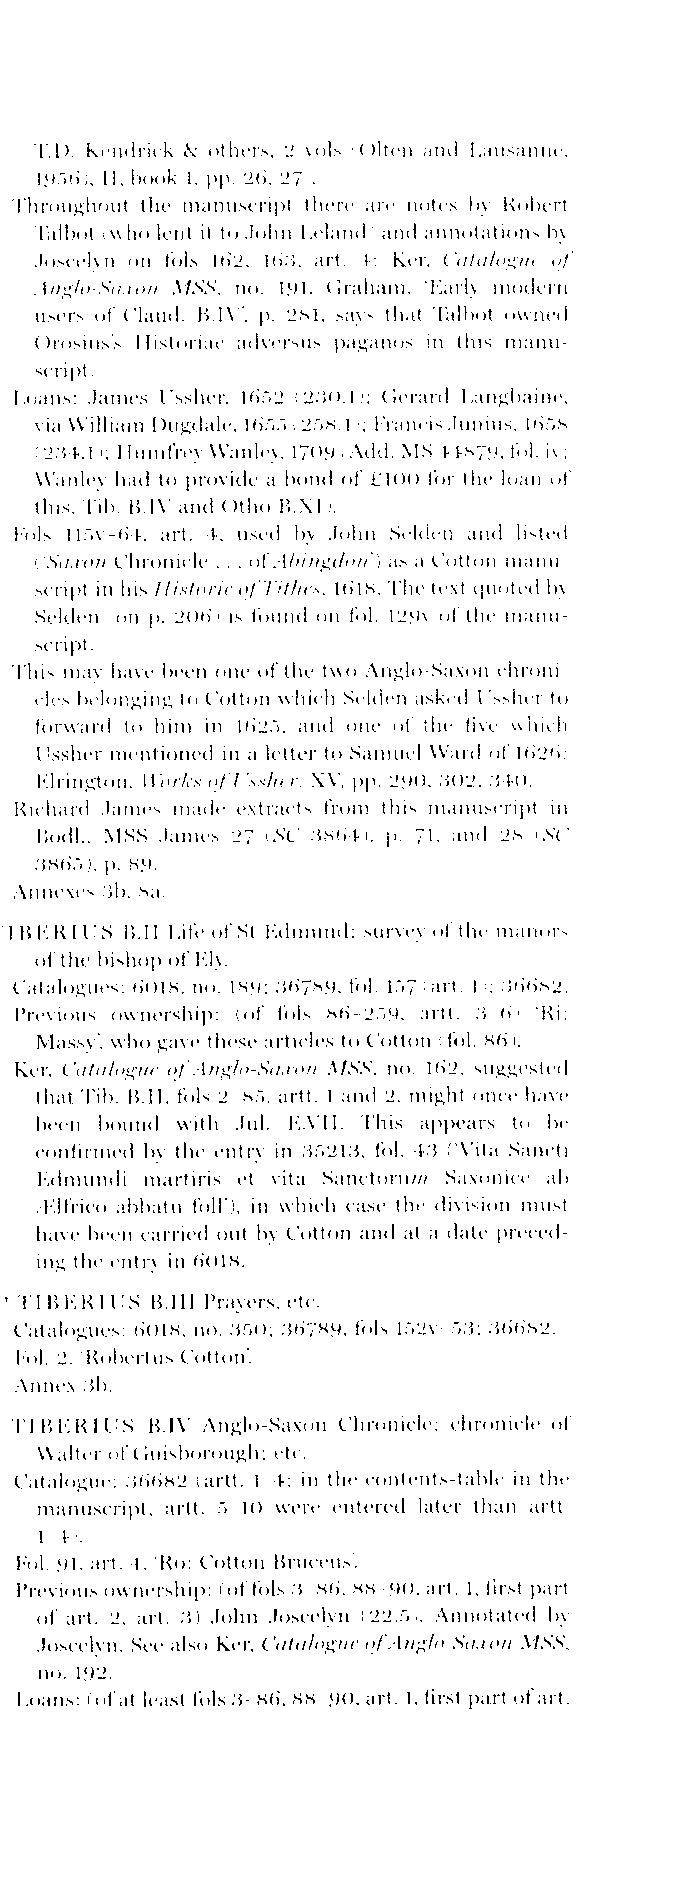 T.D. Kendrick & others, 2 vols (Olten and Lausanne,
1956), II, book 1, pp. 26, 27).
Throughout the manuscript there are notes by Robert
Talbot (who lent it to John Leland) and annotations by
Joscelyn on fols 162, 163, art. 4: Ker, Catalogue of
Anglo-Saxon MSS, no. 191. Graham, 'Early modern
users of Claud. B.IV', p. 281, says that Talbot owned
Orosius's Historiae adversus paganos in this manu-
script.
Loans: James Ussher, 1652 (230.1); Gerard Langbaine,
via William Dugdale, 1655 (258.1); Francis Junius, 1658
(234.1); Humfrey Wanley, 1709 (Add. MS 44879, fol. iv;
Wanley had to provide a bond of £100 for the loan of
this, Tib. B.IV and Otho B.XI).
Fols 115v-64, art. 4, used by John Selden and listed
('Saxon Chronicle . . . of Abingdon') as a Cotton manu-
script in his Historie of Tithes, 1618. The text quoted by
Selden (on p. 206) is found on fol. 129v of the manu-
script.
This may have been one of the two Anglo-Saxon chroni-
cles belonging to Cotton which Selden asked Ussher to
forward to him in 1625, and one of the five which
Ussher mentioned in a letter to Samuel Ward of 1626:
Elrington, Works of Ussher, XV, pp. 290, 302, 340.
Richard James made extracts from this manuscript in
Bodl., MSS James 27 (SC 3864), p. 71, and 28 (SC
3865), p. 89.
Annexes 3b, 8a.
TIBERIUS B.II Life of St Edmund; survey of the manors
of the bishop of Ely.
Catalogues: 6018, no. 189; 36789, fol. 157 (art. 1); 36682.
Previous ownership: (of fols 86-259, artt. 3-6) 'Ri:
Massy', who gave these articles to Cotton (fol. 86).
Ker, Catalogue of Anglo-Saxon MSS, no. 162, suggested
that Tib. B.II, fols 2-85, artt. 1 and 2, might once have
been bound with Jul. E.VII. This appears to be
confirmed by the entry in 35213, fol. 43 ('Vita Sancti
Edmundi martiris et vita Sanctorum Saxonice ab
Ælfrico abbatu foll'), in which case the division must
have been carried out by Cotton and at a date preced-
ing the entry in 6018.
* TIBERIUS B.III Prayers, etc.
Catalogues: 6018, no. 350; 36789, fols 152v-53; 36682.
Fol. 2, 'Robertus Cotton'.
Annex 3b.
TIBERIUS B.IV Anglo-Saxon Chronicle; chronicle of
Walter of Guisborough; etc.
Catalogue: 36682 (artt. 1-4; in the contents-table in the
manuscript, artt. 5-10 were entered later than artt.
1-4).
Fol. 91, art. 4, 'Ro: Cotton Bruceus'.
Previous ownership: (of fols 3-86, 88-90, art. 1, first part
of art. 2, art. 3) John Joscelyn (22.5). Annotated by
Joscelyn. See also Ker, Catalogue of Anglo-Saxon MSS,
no. 192.
Loans: (of at least fols 3-86, 88-90, art. 1, first part of art.